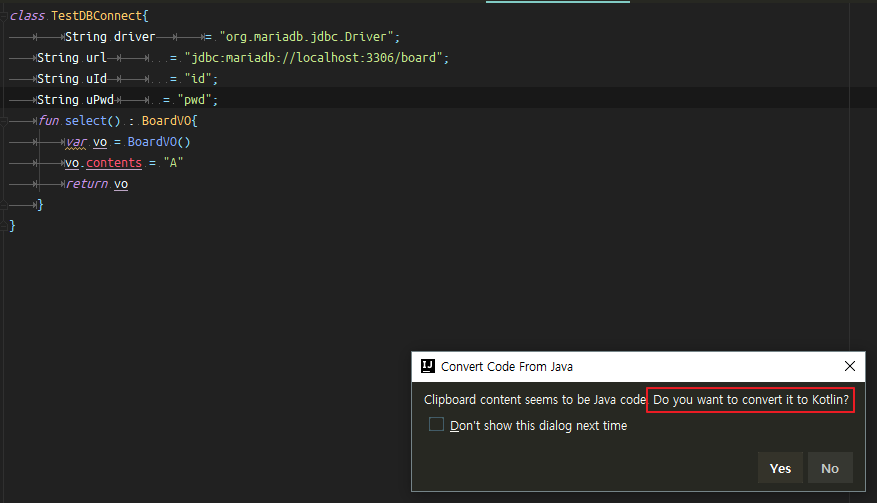 class TestDBConnect{
String driver = "org.mariadb.jdbc.Driver";
String url = "jdbc:mariadb://localhost:3306/board";
String uId = "id";
String uPwd = "pwd";
fun select() : BoardVO{
var vo = BoardVO()
vo.contents = "A"
return vo
}
}
IJ Convert Code From Java
Clipboard content seems to be Java code Do you want to convert it to Kotlin?
Don't show this dialog next time
Yes No